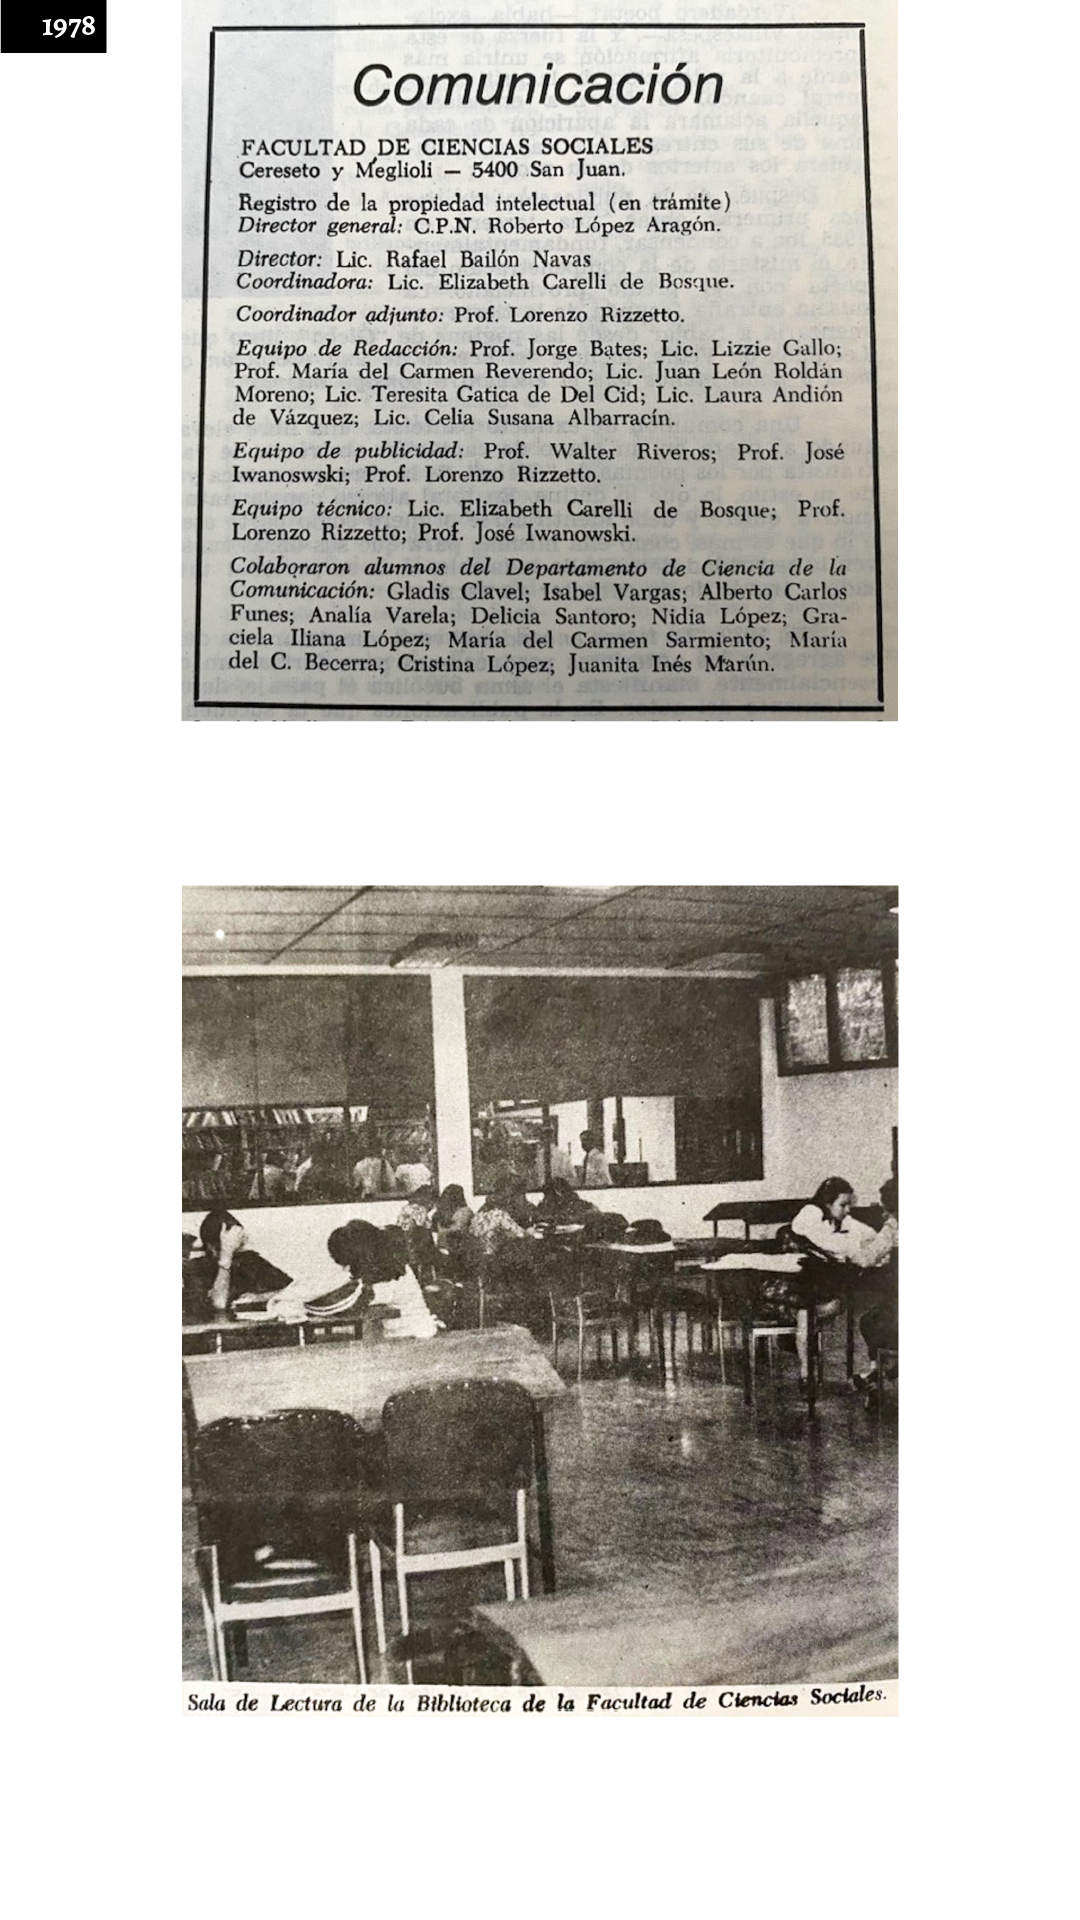 1978
Comunicación
FACULTAD DE CIENCIAS SOCIALES
Cereseto y Meglioli — 5400 San Juan.
Registro de la propiedad intelectual (en trámite)
Director general: C.P.N. Roberto López Aragón.
Director: Lic. Rafael Bailón Navas
Coordinadora: Lic. Elizabeth Carelli de Bosque.
Coordinador adjunto: Prof. Lorenzo Rizzetto.
Equipo de Redacción: Prof. Jorge Bates; Lic. Lizzie Gallo;
Prof. María del Carmen Reverendo; Lic. Juan León Roldán
Moreno; Lic. Teresita Gatica de Del Cid; Lic. Laura Andión
de Vázquez; Lic. Celia Susana Albarracín.
Equipo de publicidad: Prof. Walter Riveros; Prof. José
Iwanoswski; Prof. Lorenzo Rizzetto.
Equipo técnico: Lic. Elizabeth Carelli de Bosque; Prof.
Lorenzo Rizzetto; Prof. José Iwanowski.
Colaboraron alumnos del Departamento de Ciencia de la
Comunicación: Gladis Clavel; Isabel Vargas; Alberto Carlos
Funes; Analía Varela; Delicia Santoro; Nidia López; Gra-
ciela Iliana López; María del Carmen Sarmiento; María
del C. Becerra; Cristina López; Juanita Inés Marún.
Sala de Lectura de la Biblioteca de la Facultad de Ciencias Sociales.